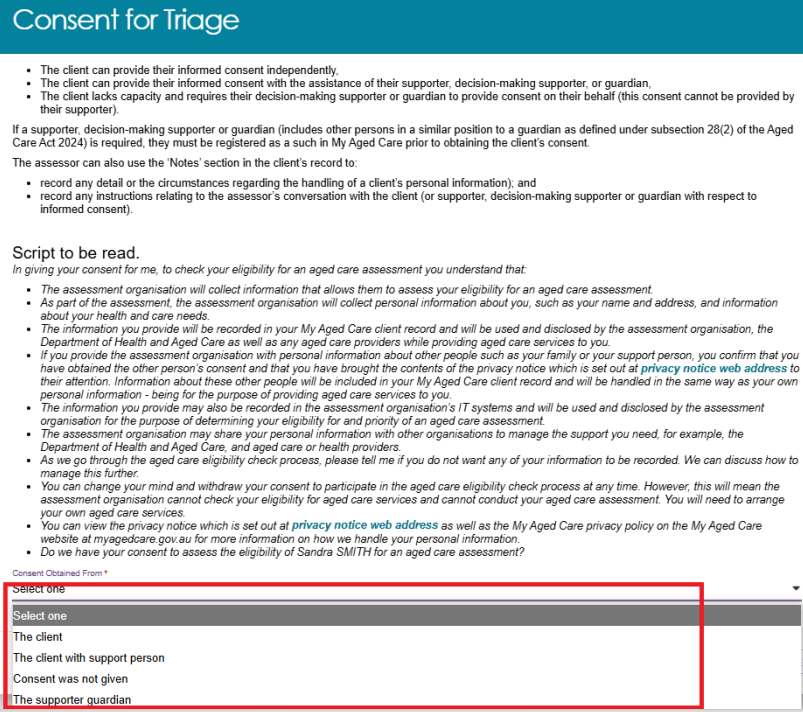 Consent for Triage
• The client can provide their informed consent independently,
• The client can provide their informed consent with the assistance of their supporter, decision-making supporter, or guardian,
• The client lacks capacity and requires their decision-making supporter or guardian to provide consent on their behalf (this consent cannot be provided by
their supporter).
If a supporter, decision-making supporter or guardian (includes other persons in a similar position to a guardian as defined under subsection 28(2) of the Aged
Care Act 2024) is required, they must be registered as a such in My Aged Care prior to obtaining the client's consent.
The assessor can also use the 'Notes' section in the client's record to:
• record any detail or the circumstances regarding the handling of a client's personal information); and
• record any instructions relating to the assessor's conversation with the client (or supporter, decision-making supporter or guardian with respect to
informed consent).
Script to be read.
In giving your consent for me, to check your eligibility for an aged care assessment you understand that:
• The assessment organisation will collect information that allows them to assess your eligibility for an aged care assessment.
• As part of the assessment, the assessment organisation will collect personal information about you, such as your name and address, and information
about your health and care needs.
• The information you provide will be recorded in your My Aged Care client record and will be used and disclosed by the assessment organisation, the
Department of Health and Aged Care as well as any aged care providers while providing aged care services to you.
• If you provide the assessment organisation with personal information about other people such as your family or your support person, you confirm that you
have obtained the other person's consent and that you have brought the contents of the privacy notice which is set out at privacy notice web address to
their attention. Information about these other people will be included in your My Aged Care client record and will be handled in the same way as your own
personal information - being for the purpose of providing aged care services to you.
• The information you provide may also be recorded in the assessment organisation's IT systems and will be used and disclosed by the assessment
organisation for the purpose of determining your eligibility for and priority of an aged care assessment.
• The assessment organisation may share your personal information with other organisations to manage the support you need, for example, the
Department of Health and Aged Care, and aged care or health providers.
• As we go through the aged care eligibility check process, please tell me if you do not want any of your information to be recorded. We can discuss how to
manage this further.
• You can change your mind and withdraw your consent to participate in the aged care eligibility check process at any time. However, this will mean the
assessment organisation cannot check your eligibility for aged care services and cannot conduct your aged care assessment. You will need to arrange
your own aged care services.
• You can view the privacy notice which is set out at privacy notice web address as well as the My Aged Care privacy policy on the My Aged Care
website at myagedcare.gov.au for more information on how we handle your personal information.
• Do we have your consent to assess the eligibility of Sandra SMITH for an aged care assessment?
Consent Obtained From *
Select one
Select one
The client
The client with support person
Consent was not given
The supporter guardian